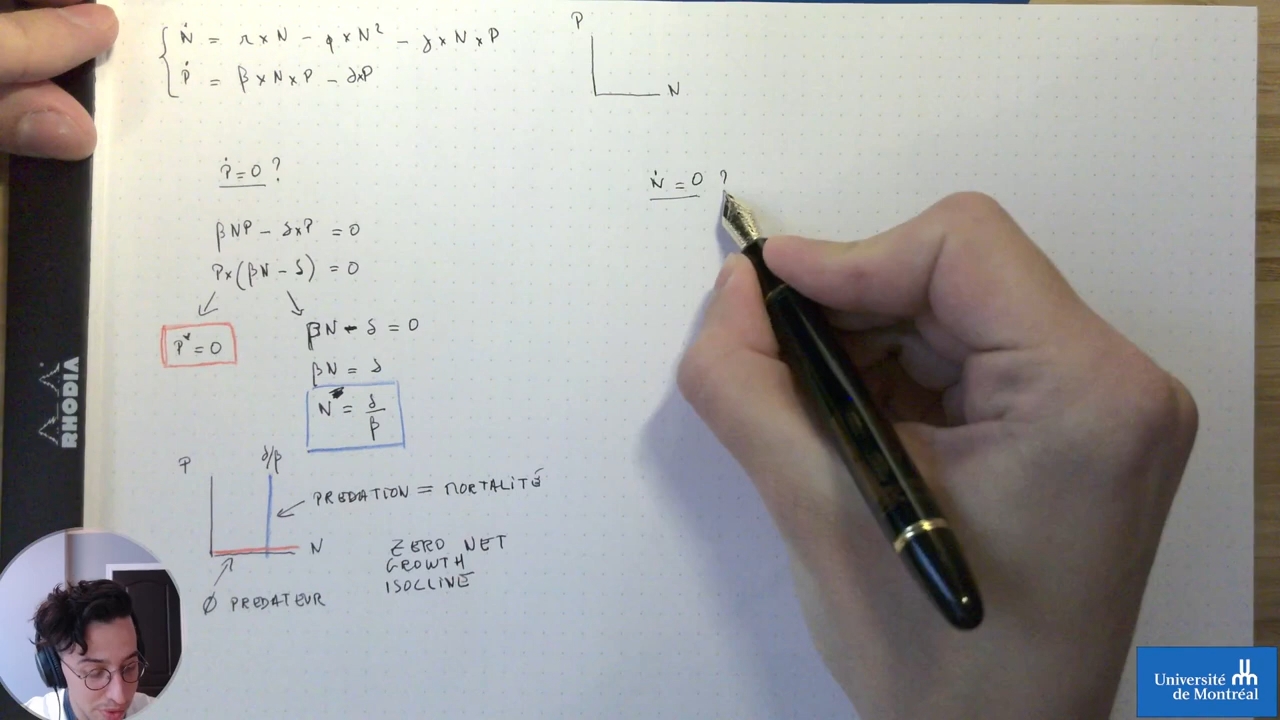 Ṅ = r×N − q×N² − γ×N×P
Ṗ = β×N×P − δ×P
P
N
Ṗ=0 ?
βNP − δ×P = 0
P×(βN − δ) = 0
P*=0
βN − δ = 0
βN = δ
N* = δ/β
P
δ/β
PREDATION = MORTALITÉ
N
∅ PREDATEUR
ZERO NET
GROWTH
ISOCLINE
Ṅ = 0 ?
RHODIA
Université
de Montréal